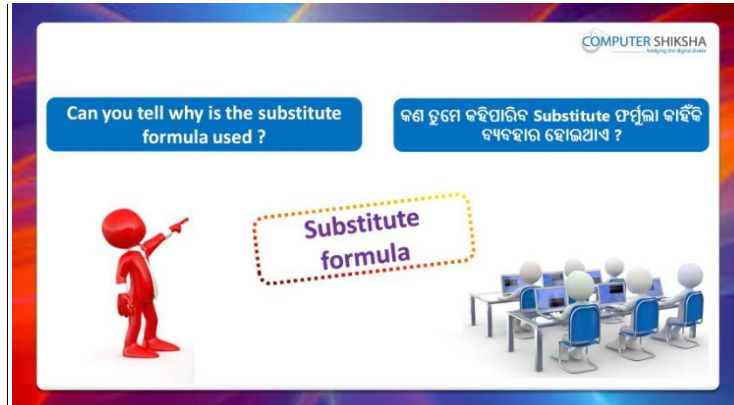 COMPUTER SHIKSHA
bridging the digital divide
Can you tell why is the substitute
formula used ?
କଣ ତୁମେ କହିପାରିବ Substitute ଫର୍ମୁଲା କାହିଁକି
ବ୍ୟବହାର ହୋଇଥାଏ ?
Substitute
formula